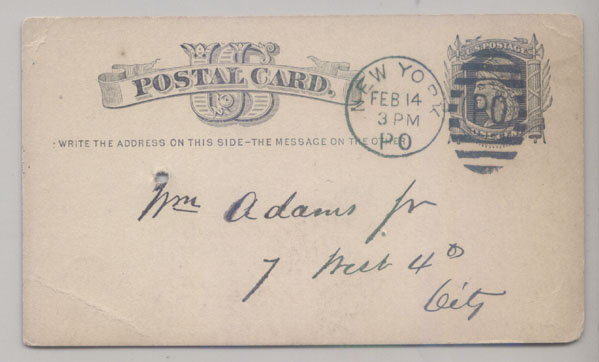 US
POSTAL CARD.
U.S. POSTAGE
ONE CENT
NEW YORK
FEB 14
3 PM
P.O
PO
WRITE THE ADDRESS ON THIS SIDE-THE MESSAGE ON THE OTHER
Wm Adams Jr
7 West 4th
City